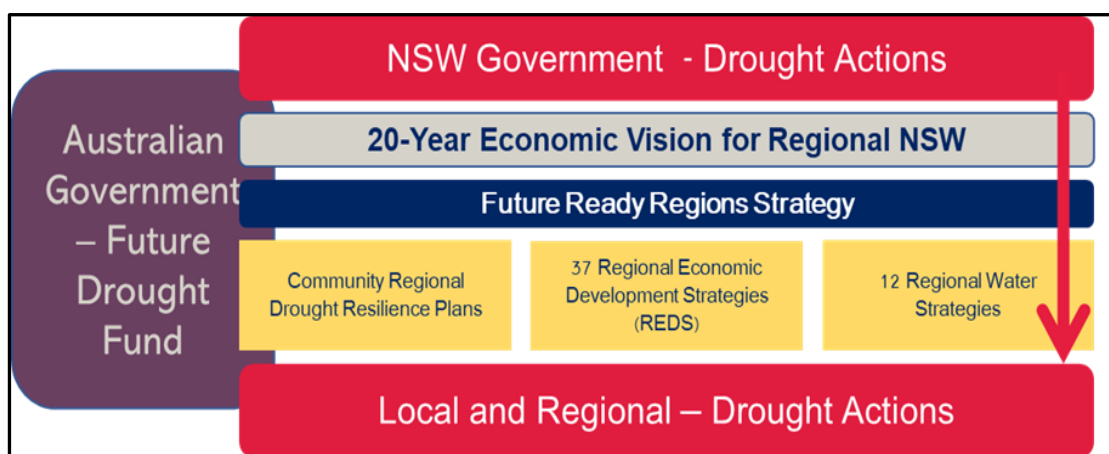 Australian
Government
– Future
Drought
Fund
NSW Government - Drought Actions
20-Year Economic Vision for Regional NSW
Future Ready Regions Strategy
Community Regional
Drought Resilience Plans
37 Regional Economic
Development Strategies
(REDS)
12 Regional Water
Strategies
Local and Regional – Drought Actions